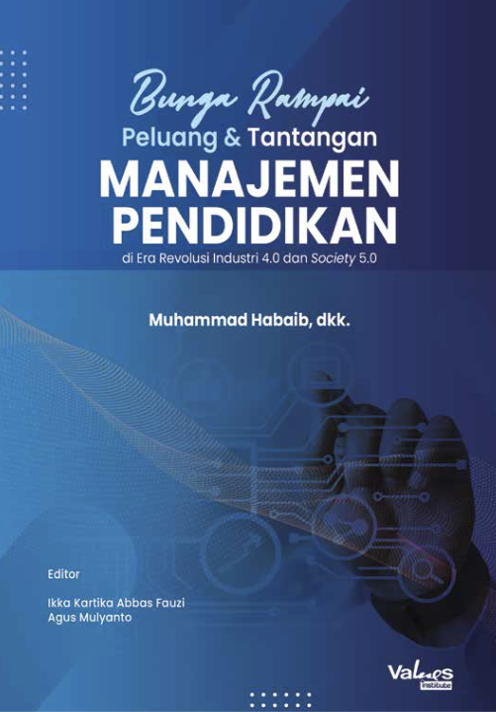 Bunga Rampai
Peluang & Tantangan
MANAJEMEN
PENDIDIKAN
di Era Revolusi Industri 4.0 dan Society 5.0
Muhammad Habaib, dkk.
Editor
Ikka Kartika Abbas Fauzi
Agus Mulyanto
Values
institute